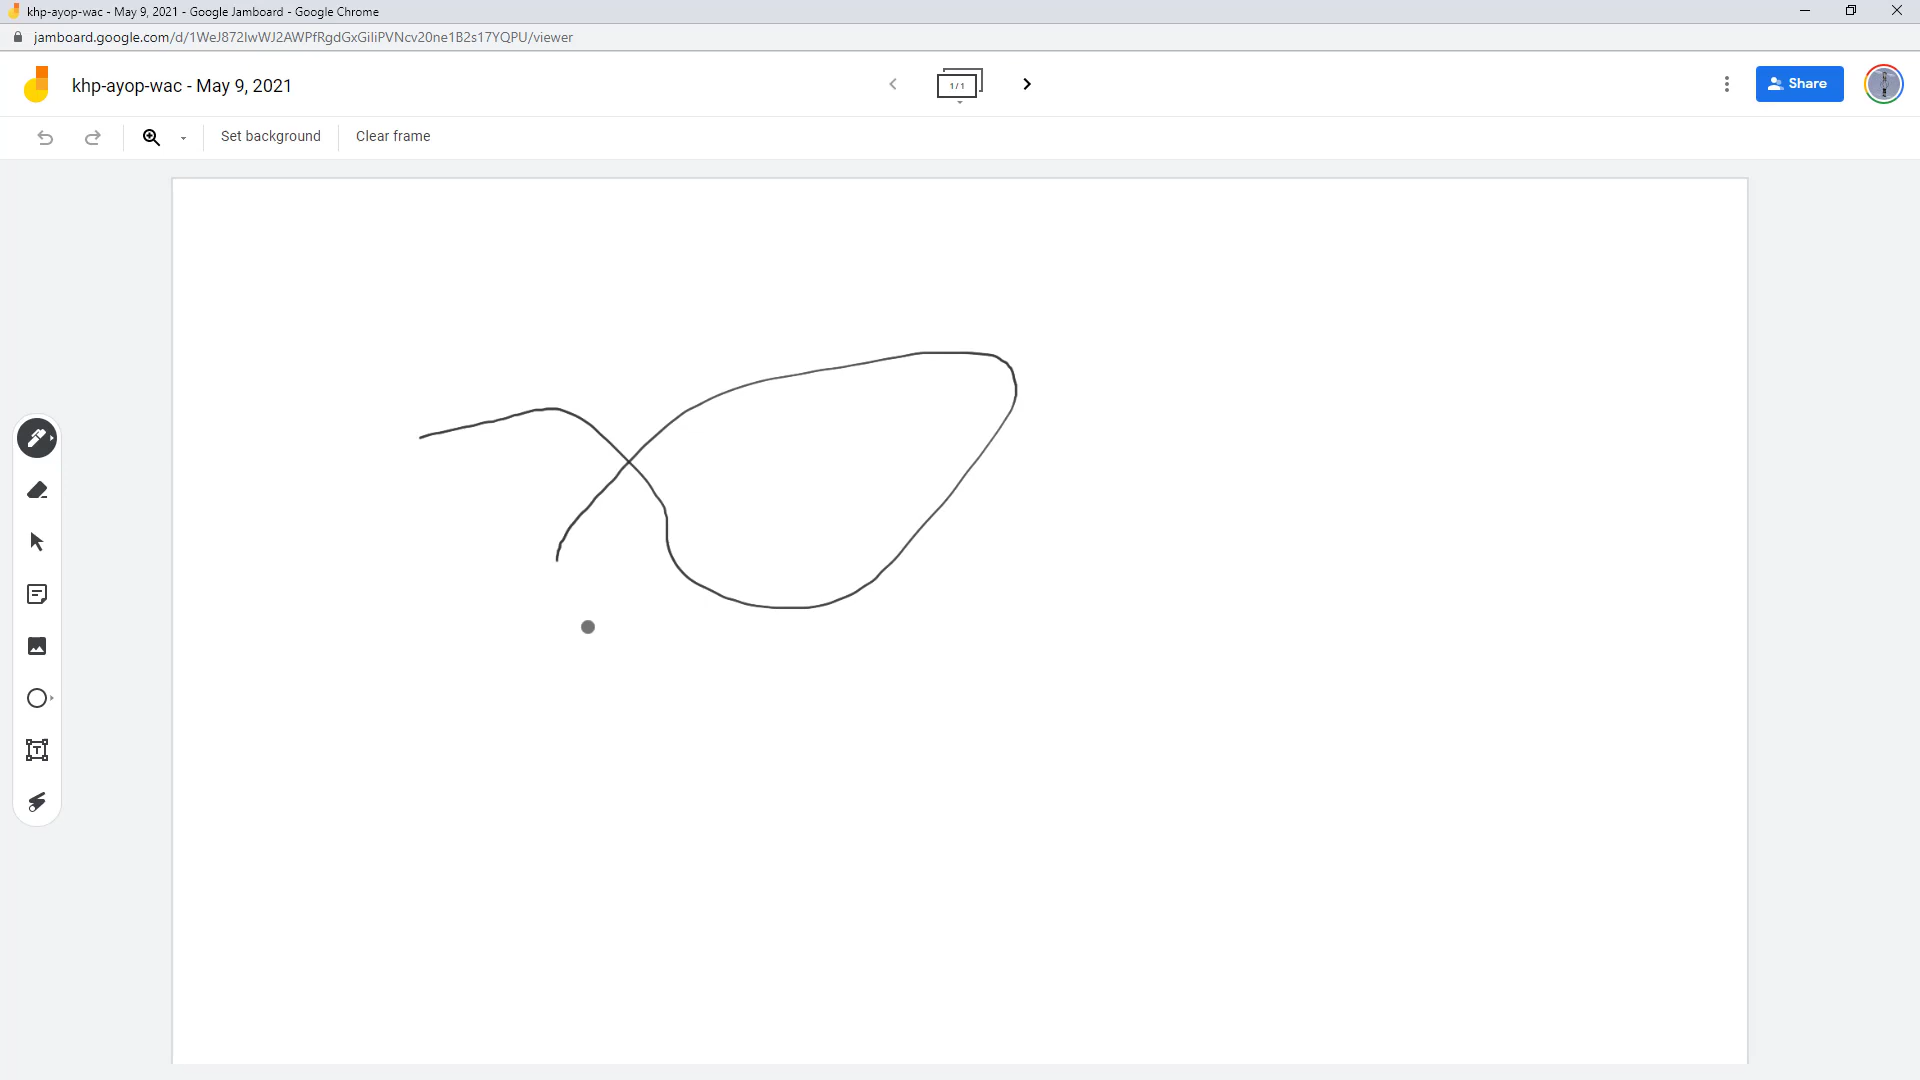 khp-ayop-wac - May 9, 2021 - Google Jamboard - Google Chrome
jamboard.google.com/d/1WeJ872IwWJ2AWPfRgdGxGiIiPVNcv20ne1B2s17YQPU/viewer
khp-ayop-wac - May 9, 2021
1/1
Share
Set background
Clear frame
T